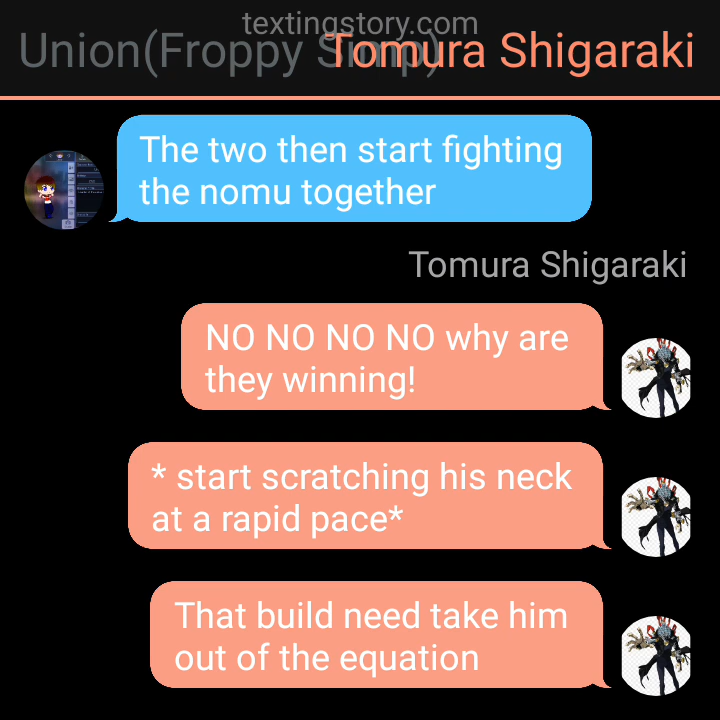 textingstory.com
Union(Froppy Simp) Tomura Shigaraki
The two then start fighting
the nomu together
Tomura Shigaraki
NO NO NO NO why are
they winning!
* start scratching his neck
at a rapid pace*
That build need take him
out of the equation